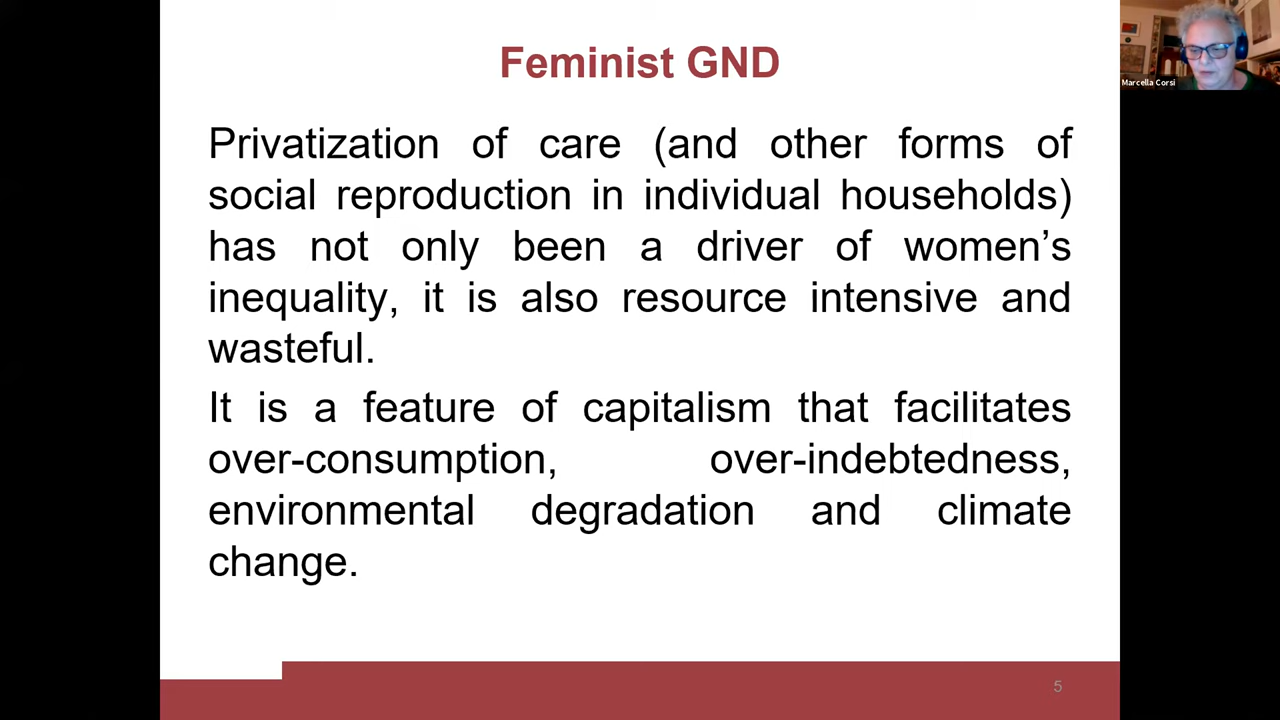 Feminist GND
Marcella Corsi
Privatization of care (and other forms of
social reproduction in individual households)
has not only been a driver of women’s
inequality, it is also resource intensive and
wasteful.
It is a feature of capitalism that facilitates
over-consumption, over-indebtedness,
environmental degradation and climate
change.
5